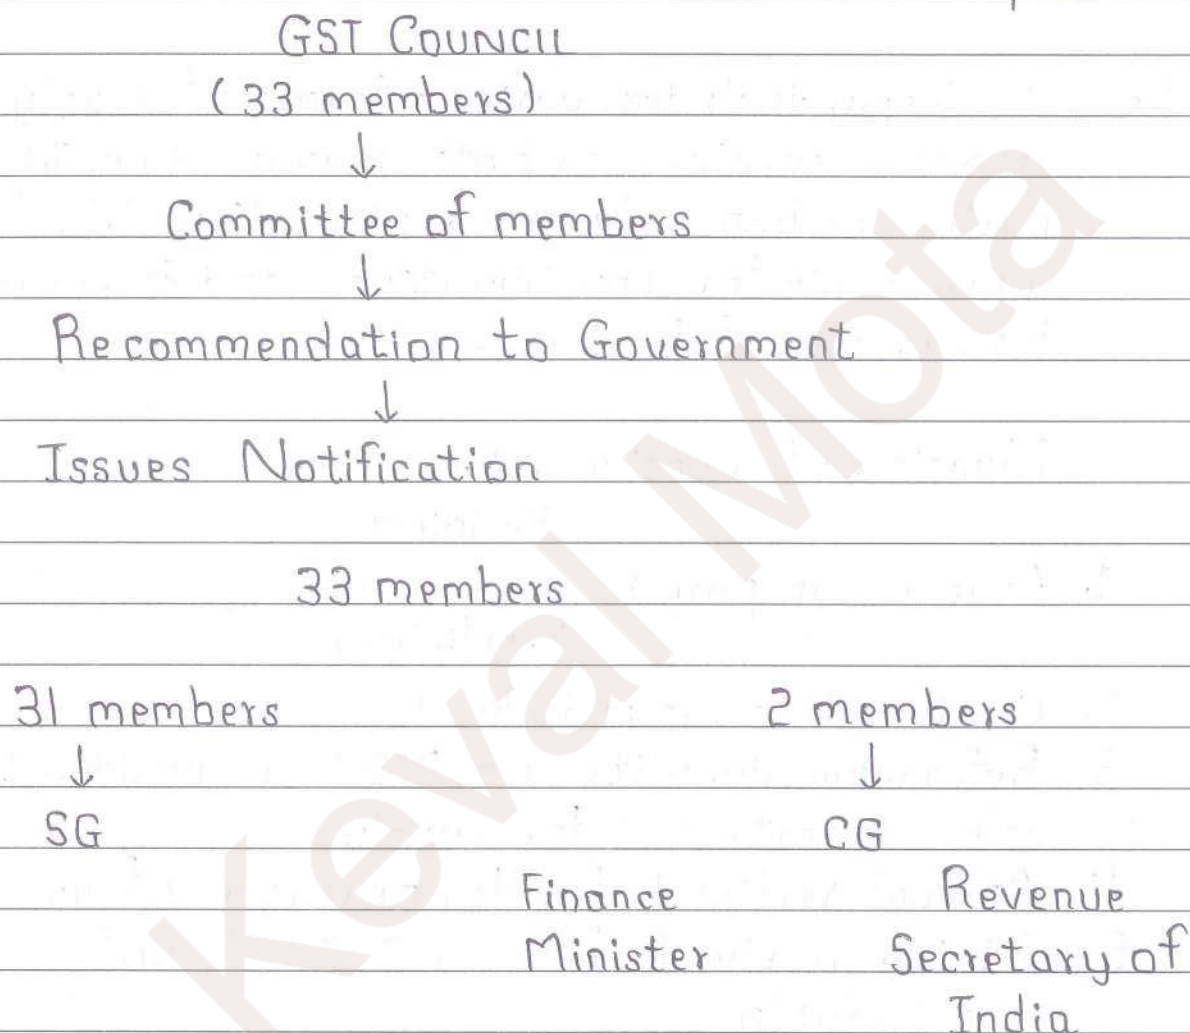 GST COUNCIL
(33 members)
↓
Committee of members
↓
Recommendation to Government
↓
Issues Notification
33 members
31 members 2 members
↓ ↓
SG CG
Finance Revenue
Minister Secretary of
India
Keval Mota